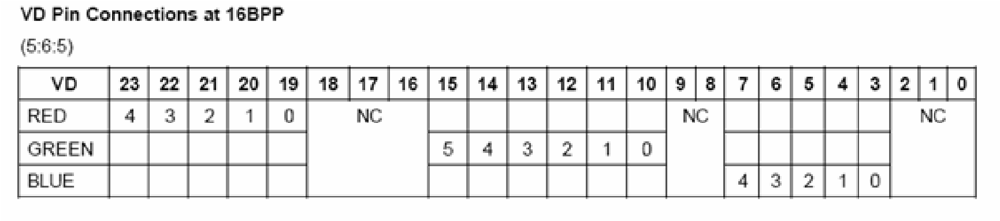 VD Pin Connections at 16BPP
(5:6:5)
VD 23 22 21 20 19 18 17 16 15 14 13 12 11 10 9 8 7 6 5 4 3 2 1 0
RED 4 3 2 1 0 NC NC NC
GREEN 5 4 3 2 1 0
BLUE 4 3 2 1 0